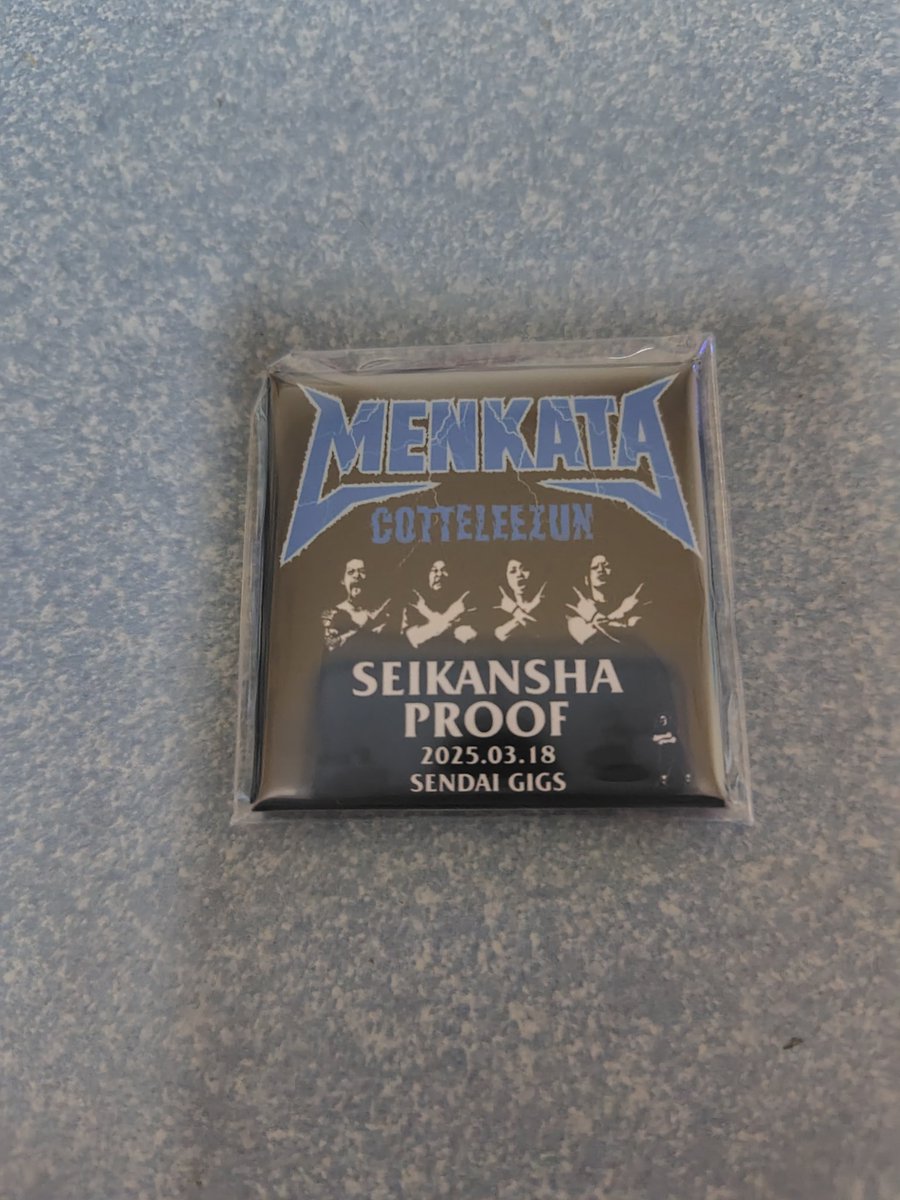 MENKATA
COTTELEEZUN
SEIKANSHA
PROOF
2025.03.18
SENDAI GIGS